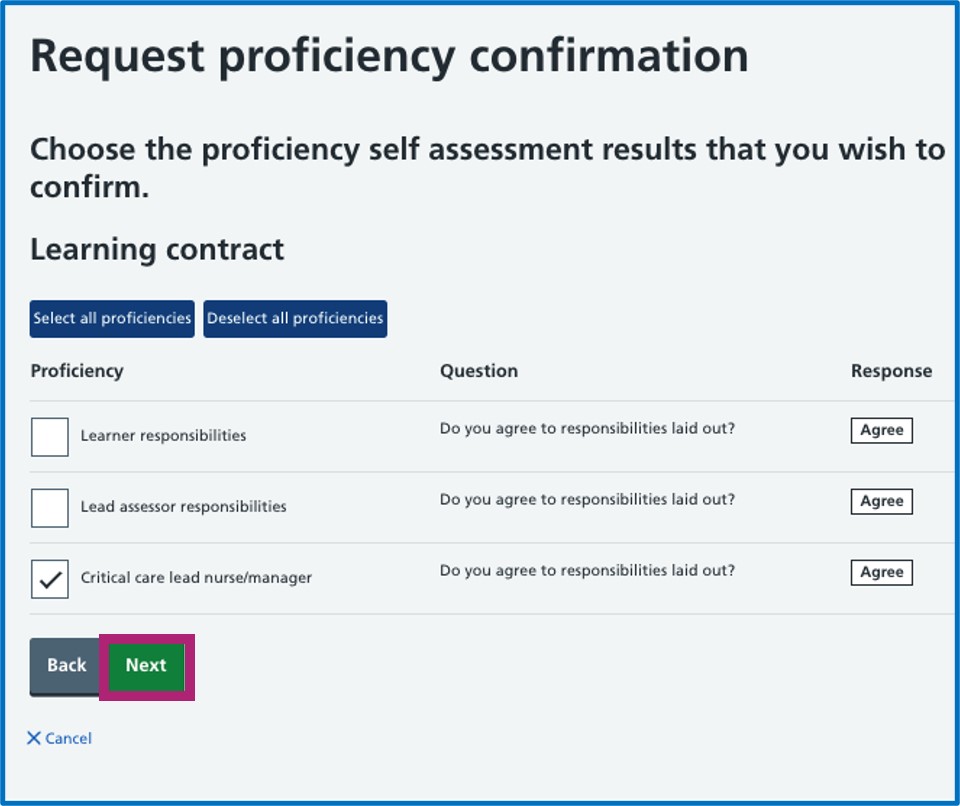 Request proficiency confirmation
Choose the proficiency self assessment results that you wish to
confirm.
Learning contract
Select all proficiencies Deselect all proficiencies
Proficiency Question Response
Learner responsibilities Do you agree to responsibilities laid out? Agree
Lead assessor responsibilities Do you agree to responsibilities laid out? Agree
Critical care lead nurse/manager Do you agree to responsibilities laid out? Agree
Back Next
Cancel